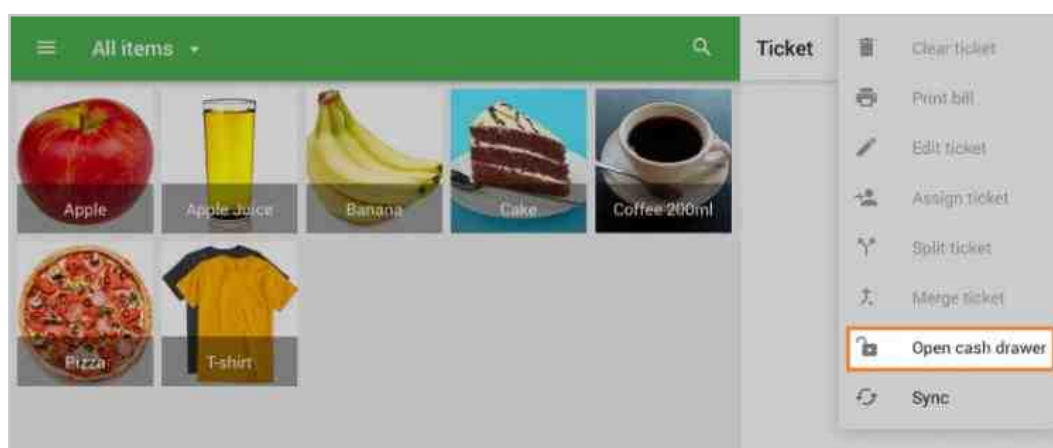 All items
Ticket
Apple
Apple Juice
Banana
Cake
Coffee 200ml
Pizza
T-shirt
Clear ticket
Print bill
Edit ticket
Assign ticket
Split ticket
Merge ticket
Open cash drawer
Sync